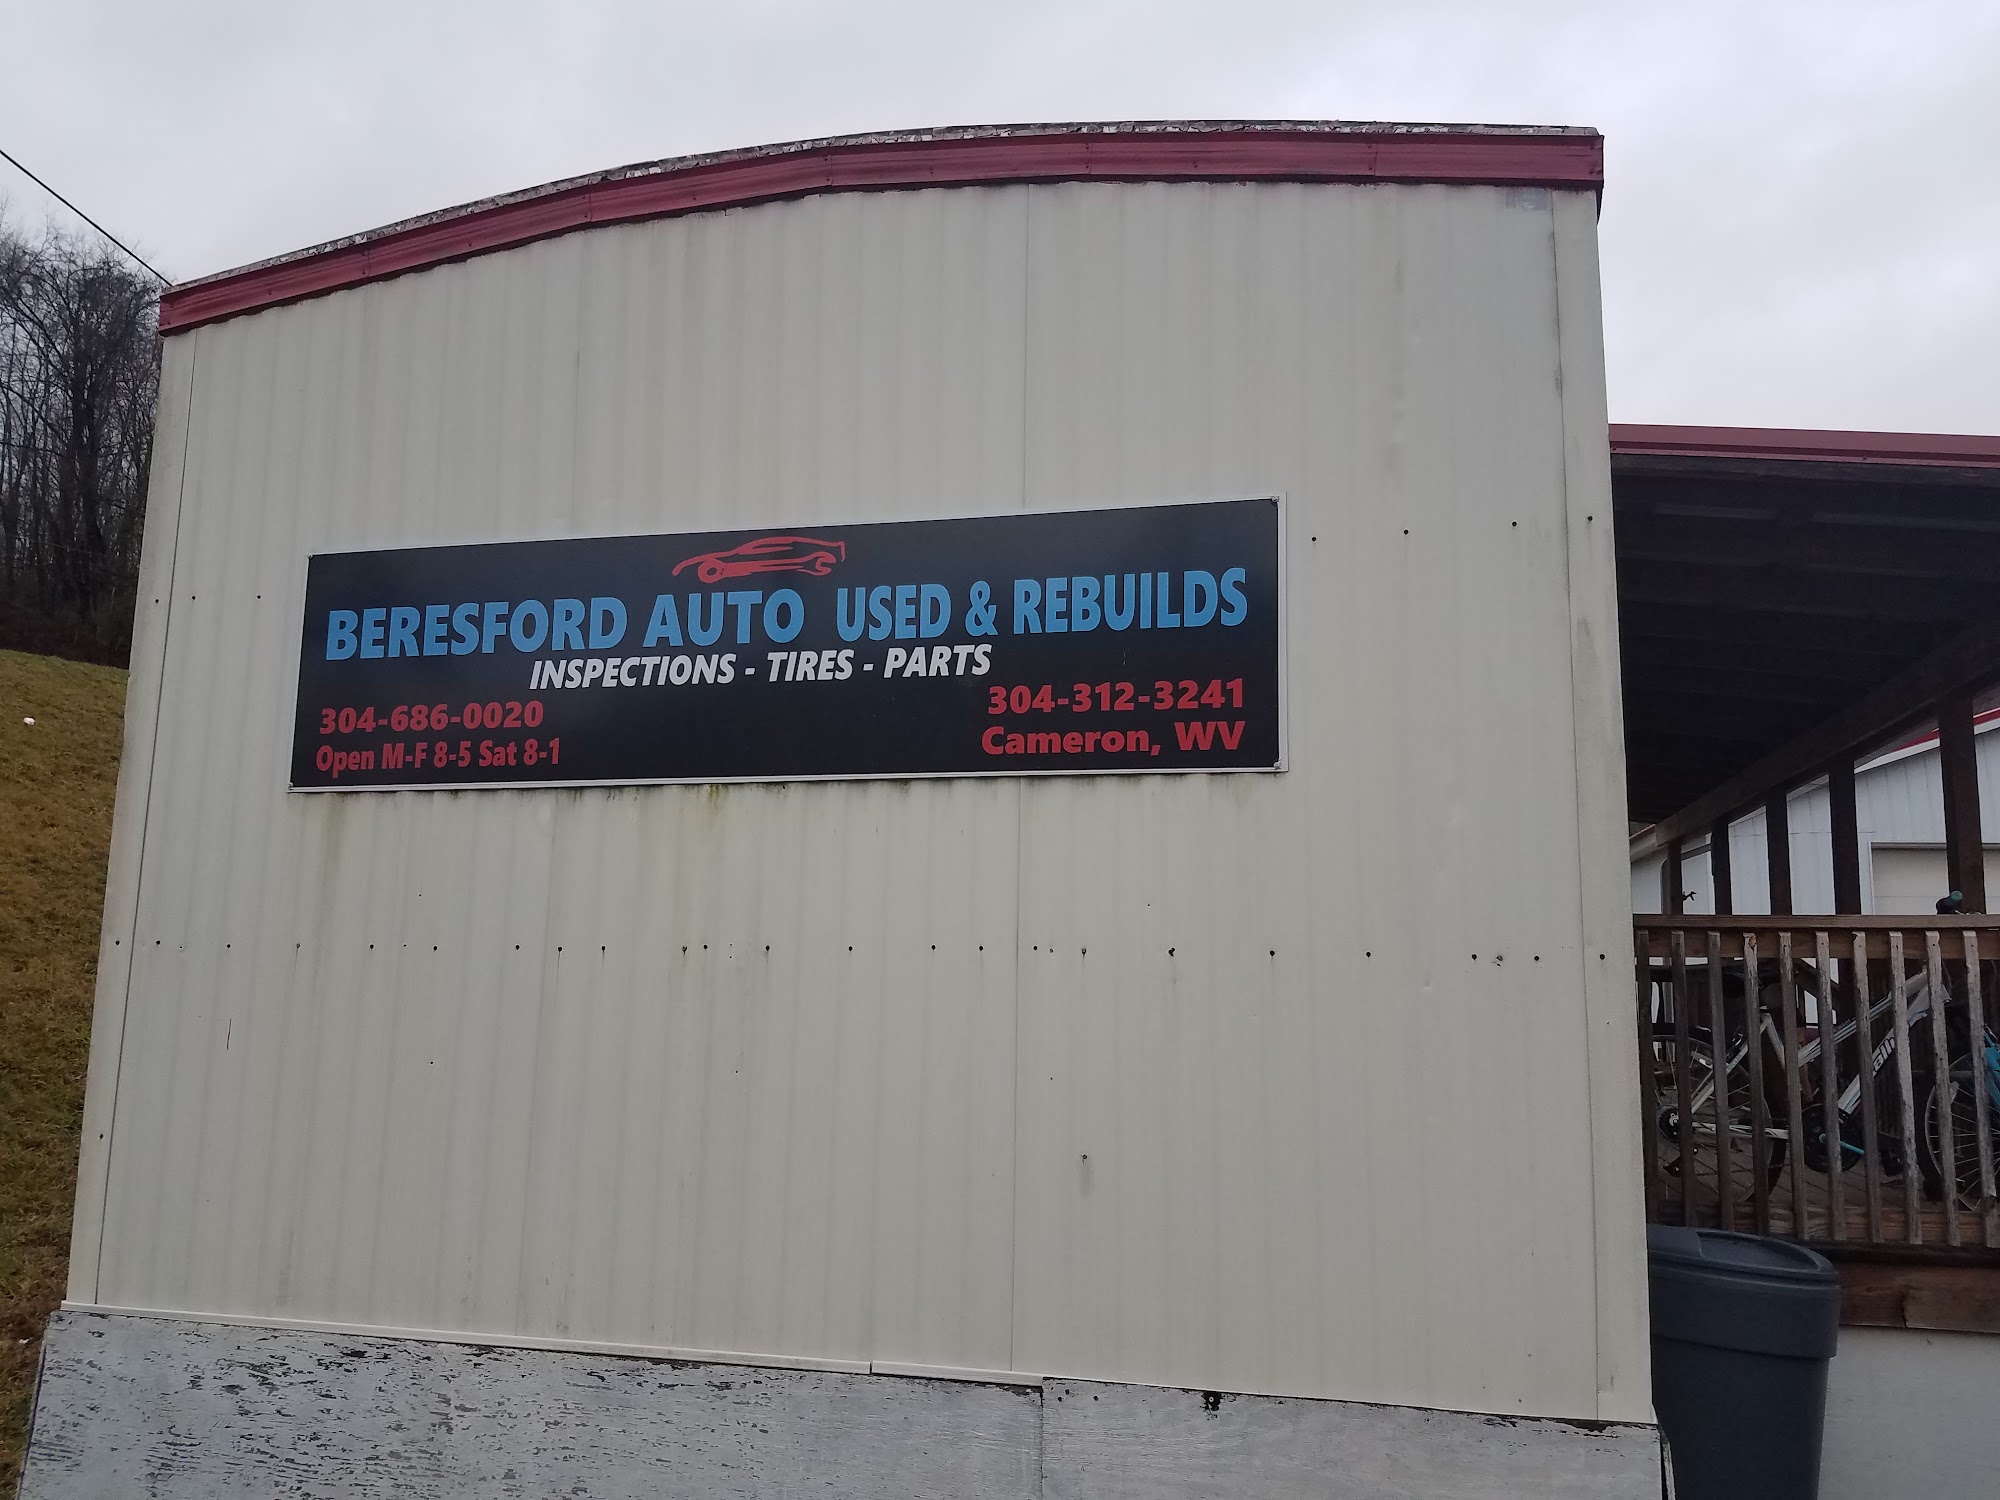 BERESFORD AUTO USED & REBUILDS
INSPECTIONS - TIRES - PARTS
304-686-0020
Open M-F 8-5 Sat 8-1
304-312-3241
Cameron, WV